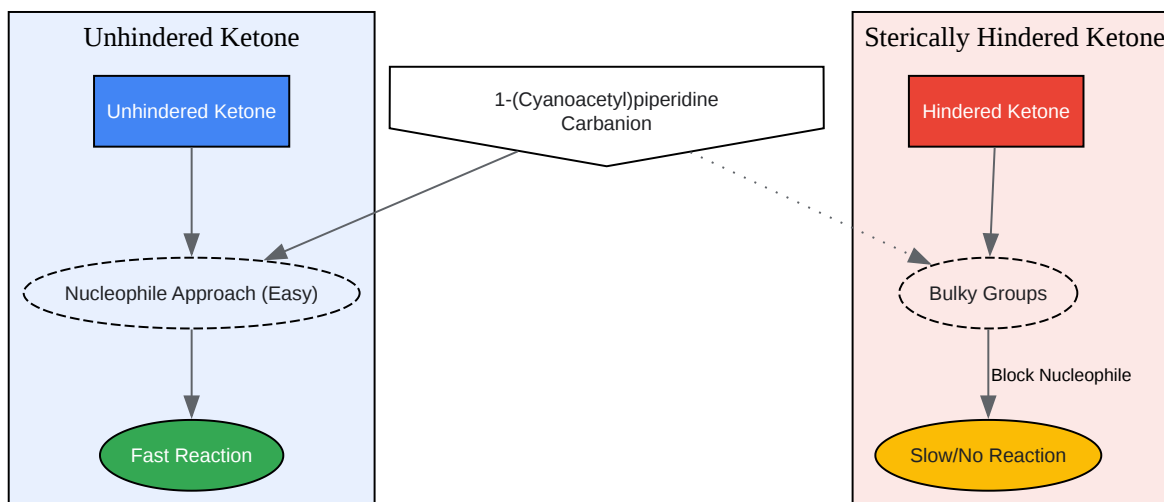 Unhindered Ketone
Sterically Hindered Ketone
Unhindered Ketone
1-(Cyanoacetyl)piperidine
Carbanion
Hindered Ketone
Nucleophile Approach (Easy)
Bulky Groups
Block Nucleophile
Fast Reaction
Slow/No Reaction